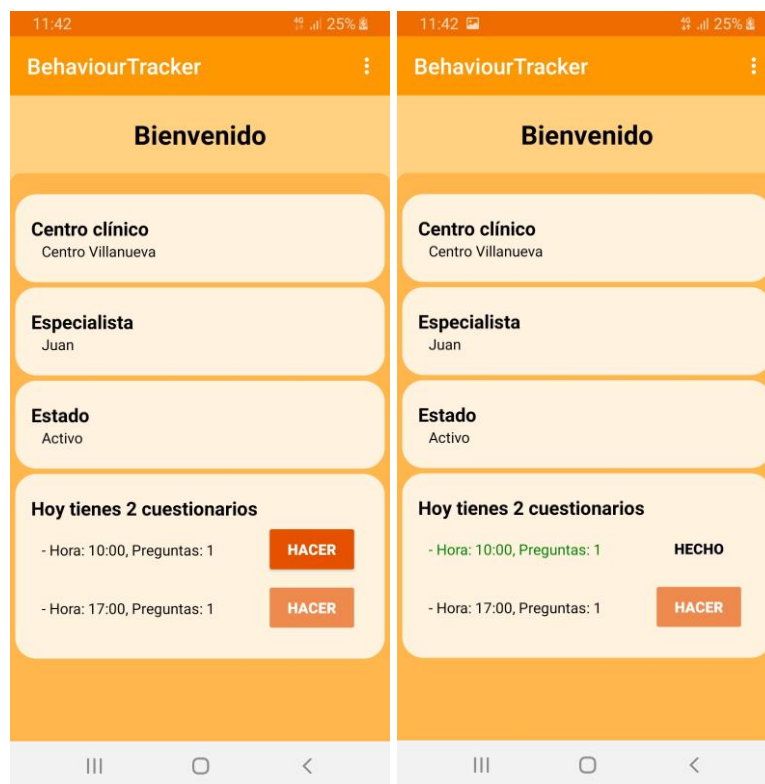 11:42
4G 25%
BehaviourTracker
Bienvenido
Centro clínico
Centro Villanueva
Especialista
Juan
Estado
Activo
Hoy tienes 2 cuestionarios
- Hora: 10:00, Preguntas: 1 HACER
- Hora: 17:00, Preguntas: 1 HACER
11:42
4G 25%
BehaviourTracker
Bienvenido
Centro clínico
Centro Villanueva
Especialista
Juan
Estado
Activo
Hoy tienes 2 cuestionarios
- Hora: 10:00, Preguntas: 1 HECHO
- Hora: 17:00, Preguntas: 1 HACER